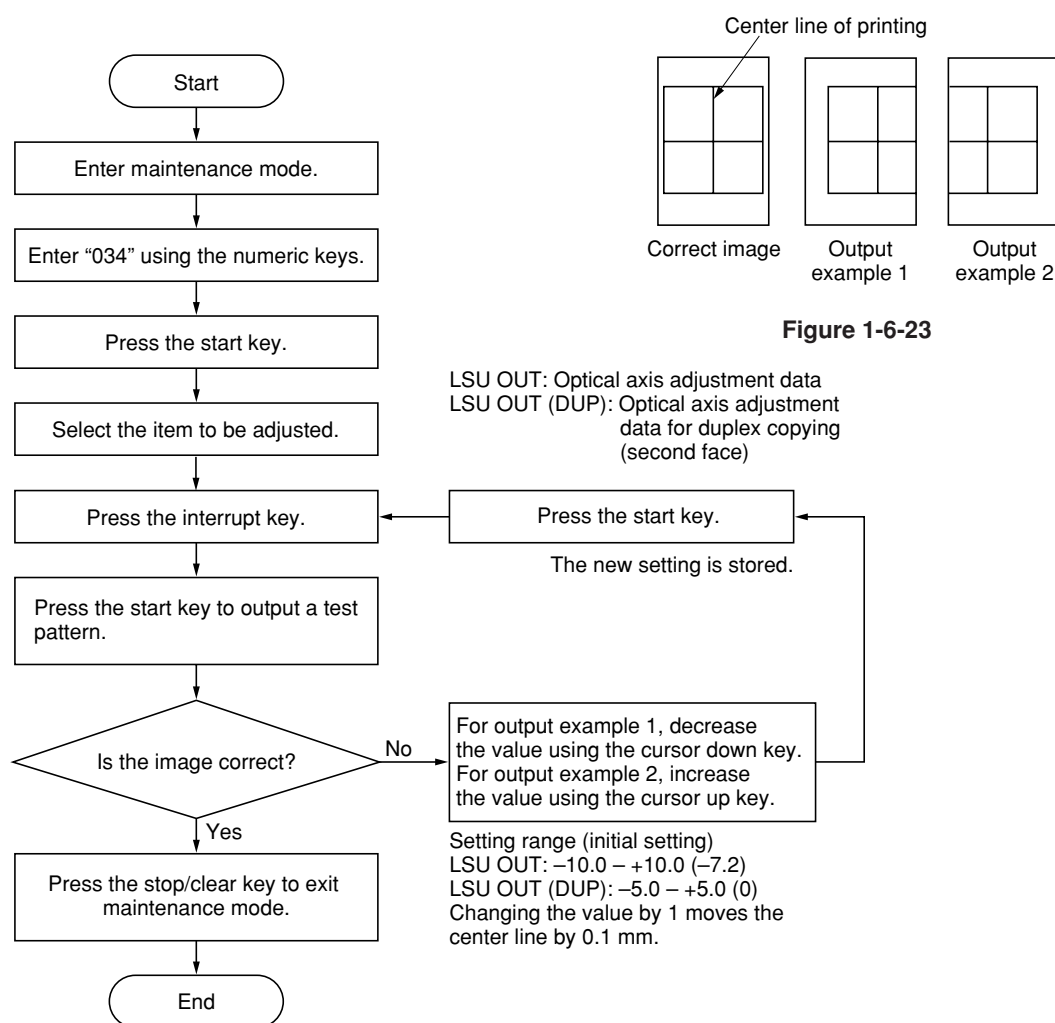 Start
Enter maintenance mode.
Enter “034” using the numeric keys.
Press the start key.
Select the item to be adjusted.
Press the interrupt key.
Press the start key to output a test
pattern.
Is the image correct?
Yes
No
Press the stop/clear key to exit
maintenance mode.
End
Center line of printing
Correct image
Output
example 1
Output
example 2
Figure 1-6-23
LSU OUT: Optical axis adjustment data
LSU OUT (DUP): Optical axis adjustment
data for duplex copying
(second face)
Press the start key.
The new setting is stored.
For output example 1, decrease
the value using the cursor down key.
For output example 2, increase
the value using the cursor up key.
Setting range (initial setting)
LSU OUT: –10.0 – +10.0 (–7.2)
LSU OUT (DUP): –5.0 – +5.0 (0)
Changing the value by 1 moves the
center line by 0.1 mm.